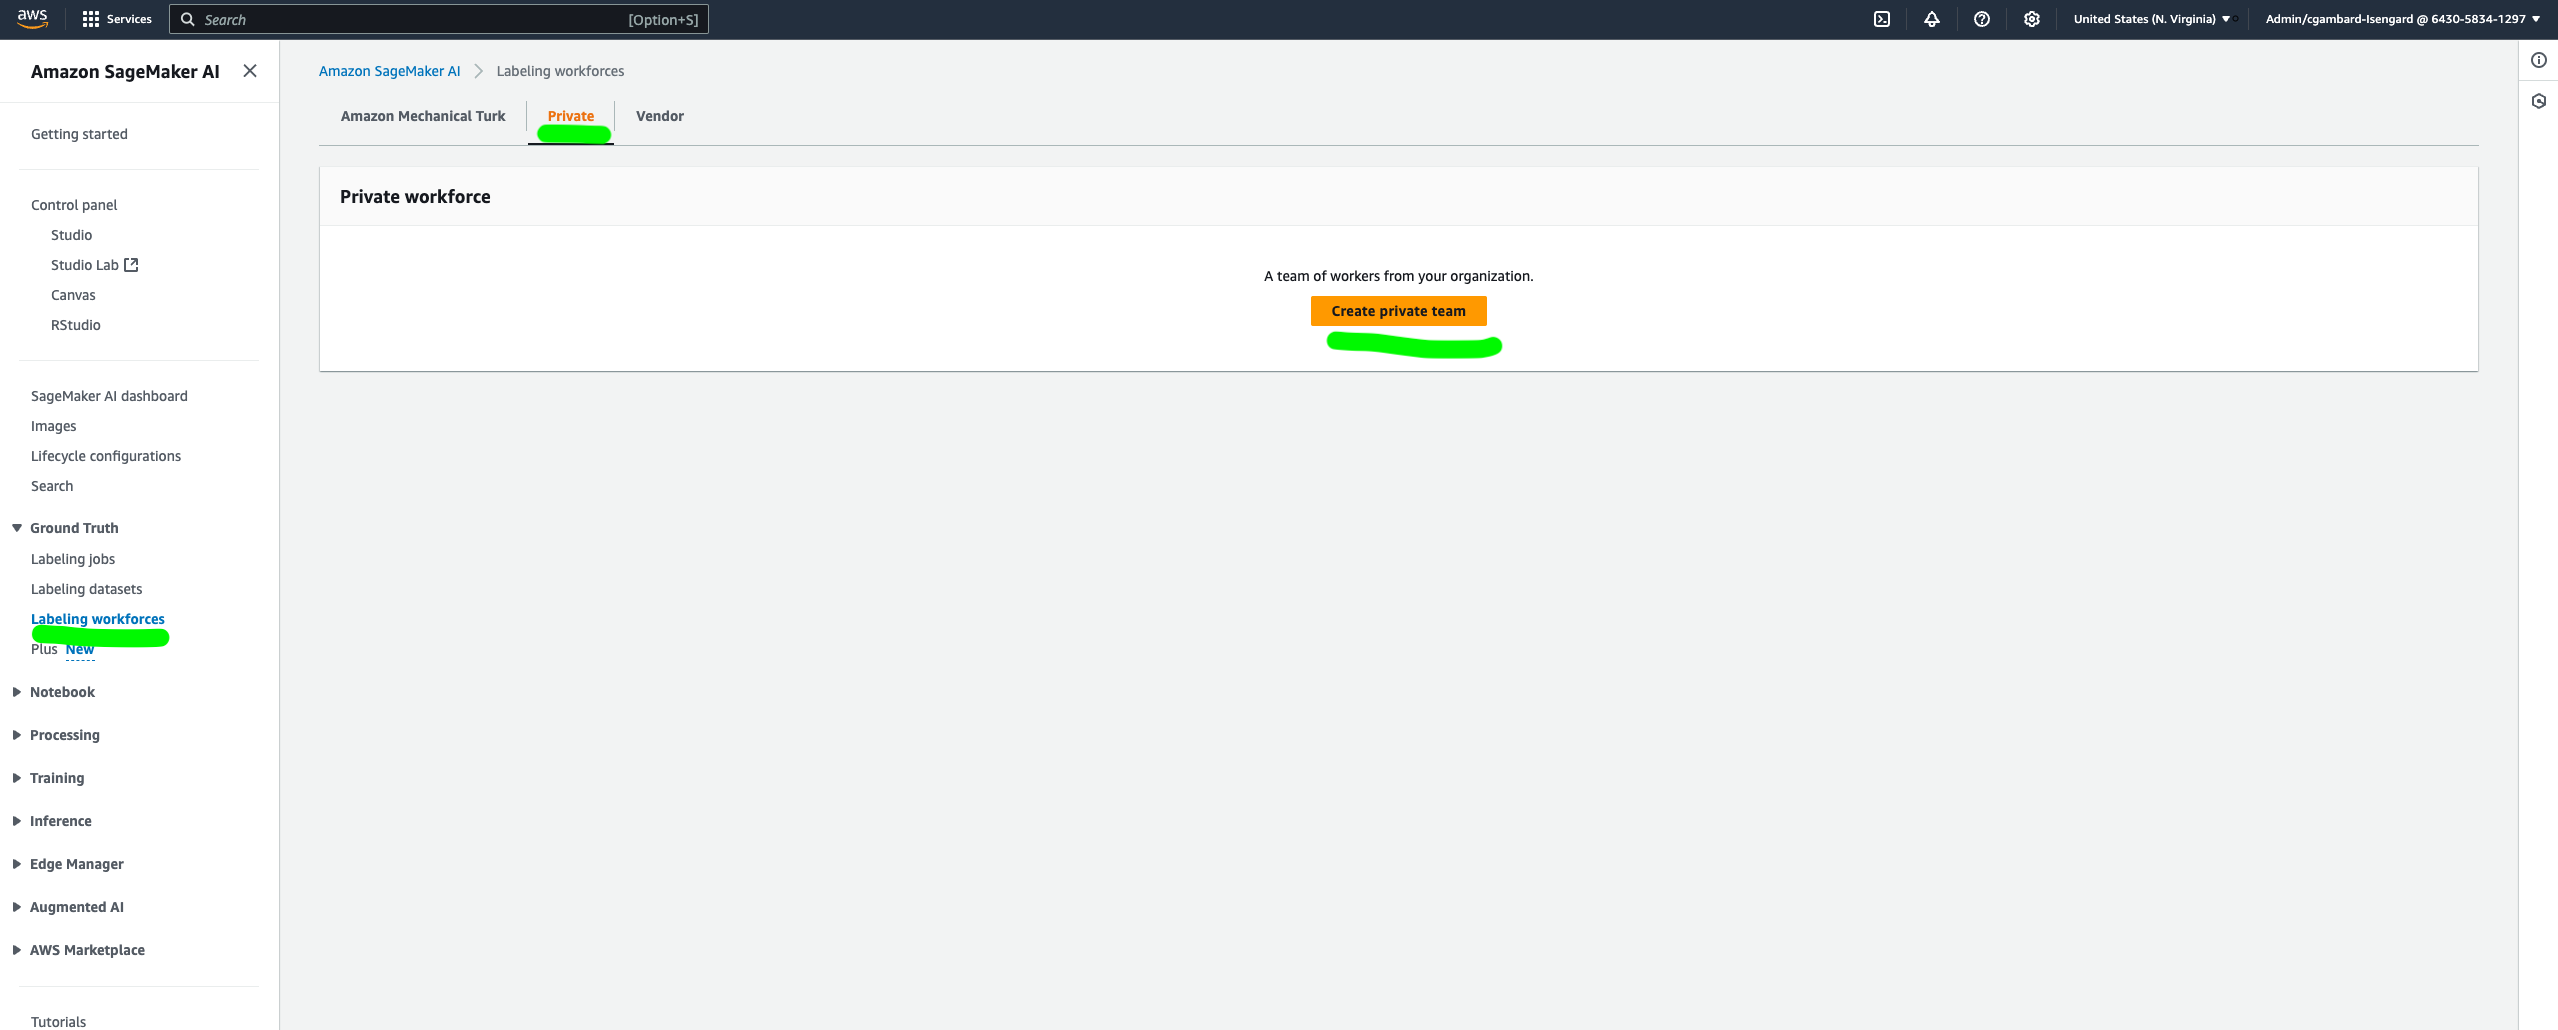 aws
Services
Search
[Option+S]
United States (N. Virginia)
Admin/cgambard-Isengard @ 6430-5834-1297
Amazon SageMaker AI
Getting started
Control panel
Studio
Studio Lab
Canvas
RStudio
SageMaker AI dashboard
Images
Lifecycle configurations
Search
Ground Truth
Labeling jobs
Labeling datasets
Labeling workforces
Plus New
Notebook
Processing
Training
Inference
Edge Manager
Augmented AI
AWS Marketplace
Tutorials
Amazon SageMaker AI
Labeling workforces
Amazon Mechanical Turk
Private
Vendor
Private workforce
A team of workers from your organization.
Create private team